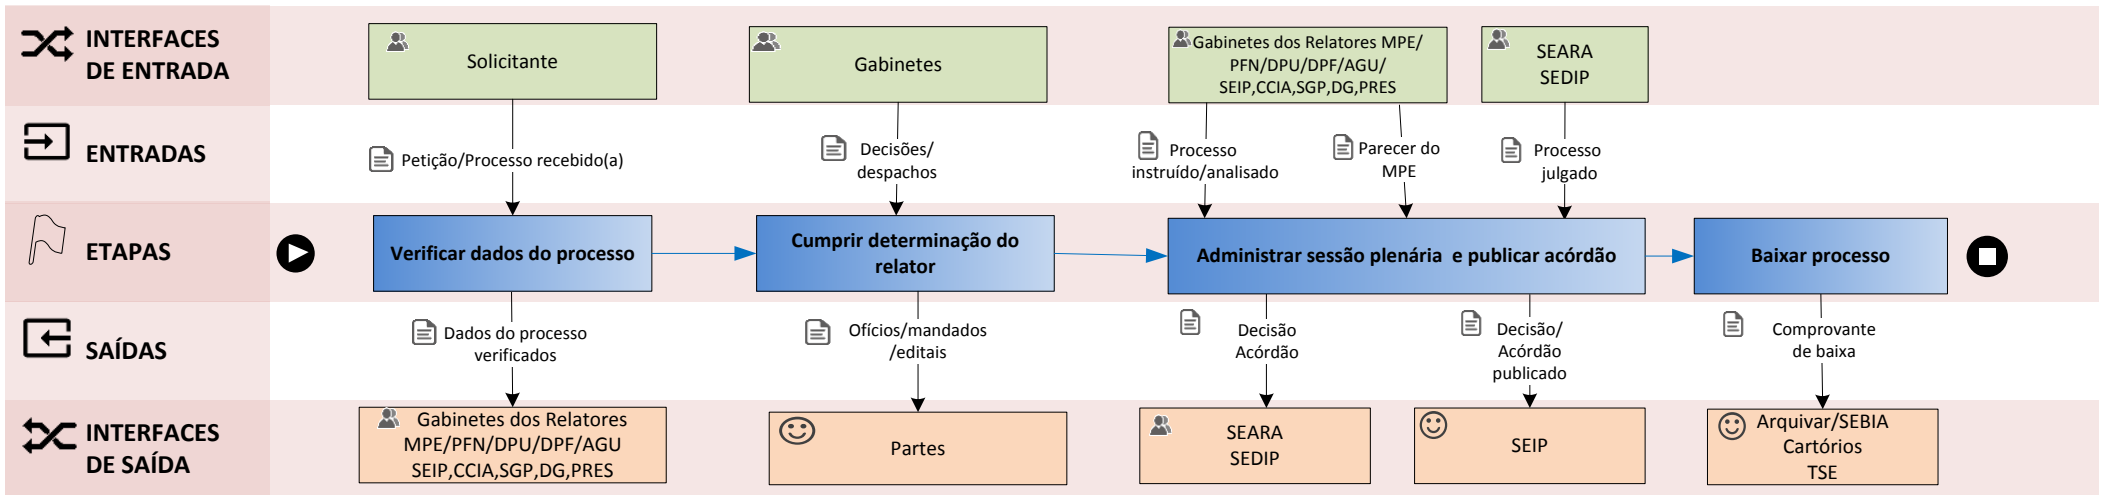 INTERFACES
DE ENTRADA
Solicitante
Gabinetes
Gabinetes dos Relatores MPE/
PFN/DPU/DPF/AGU/
SEIP,CCIA,SGP,DG,PRES
SEARA
SEDIP
ENTRADAS
Petição/Processo recebido(a)
Decisões/
despachos
Processo
instruído/analisado
Parecer do
MPE
Processo
julgado
ETAPAS
Verificar dados do processo
Cumprir determinação do
relator
Administrar sessão plenária e publicar acórdão
Baixar processo
SAÍDAS
Dados do processo
verificados
Ofícios/mandados
/editais
Decisão
Acórdão
Decisão/
Acórdão
publicado
Comprovante
de baixa
INTERFACES
DE SAÍDA
Gabinetes dos Relatores
MPE/PFN/DPU/DPF/AGU
SEIP,CCIA,SGP,DG,PRES
Partes
SEARA
SEDIP
SEIP
Arquivar/SEBIA
Cartórios
TSE